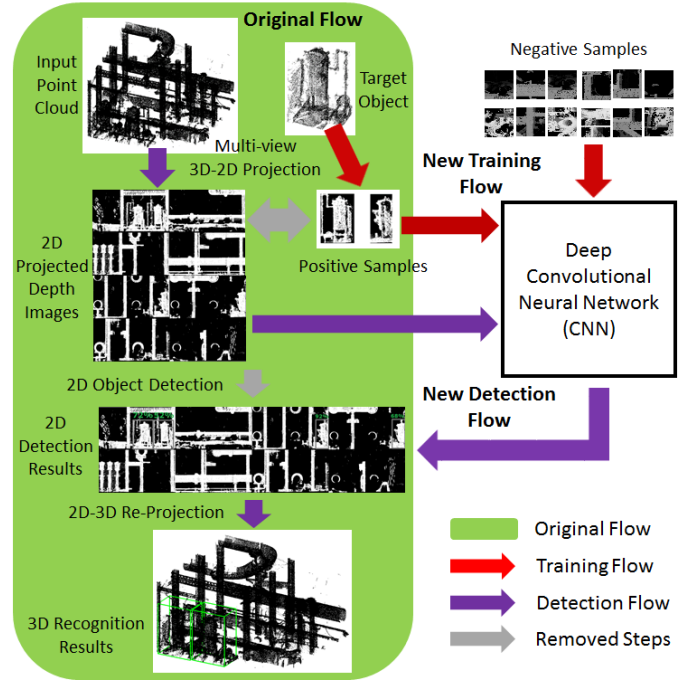 Original Flow
Input
Point
Cloud
Target
Object
Negative Samples
Multi-view
3D-2D Projection
New Training
Flow
2D
Projected
Depth
Images
Positive Samples
Deep
Convolutional
Neural Network
(CNN)
2D Object Detection
New Detection
Flow
2D
Detection
Results
2D-3D Re-Projection
3D Recognition
Results
Original Flow
Training Flow
Detection Flow
Removed Steps